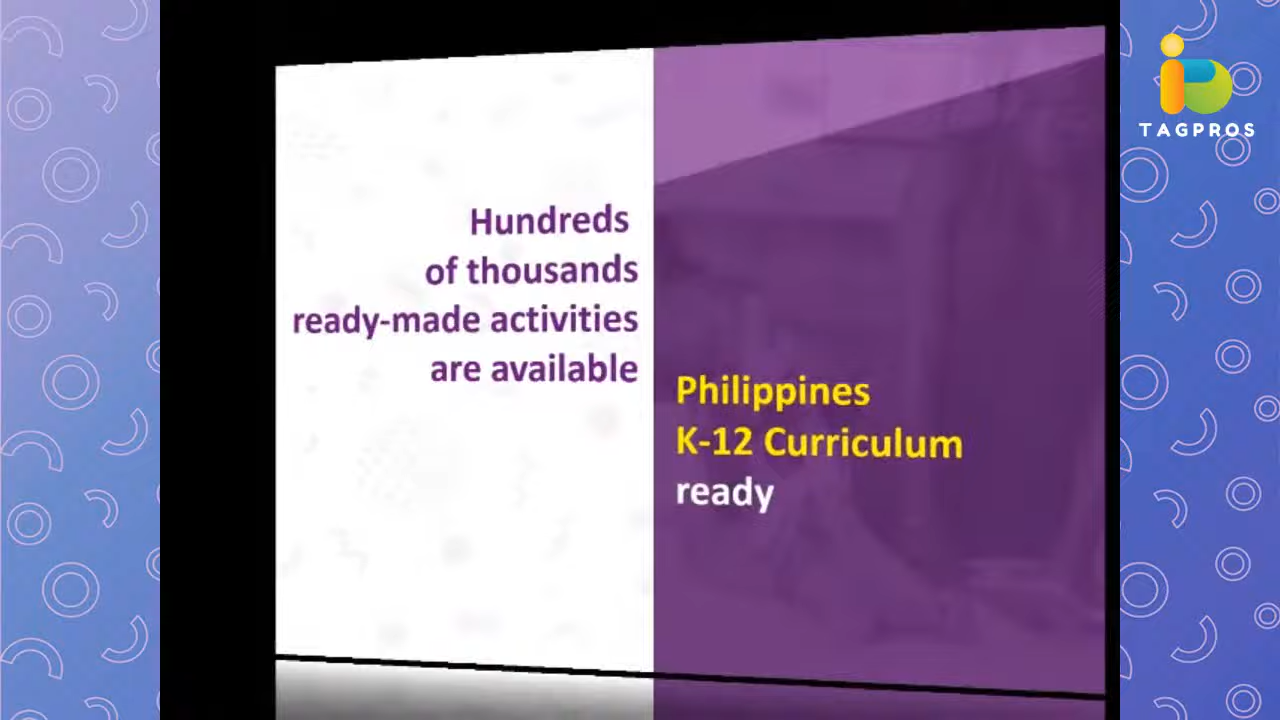 Hundreds
of thousands
ready-made activities
are available
Philippines
K-12 Curriculum
ready
TAGPROS